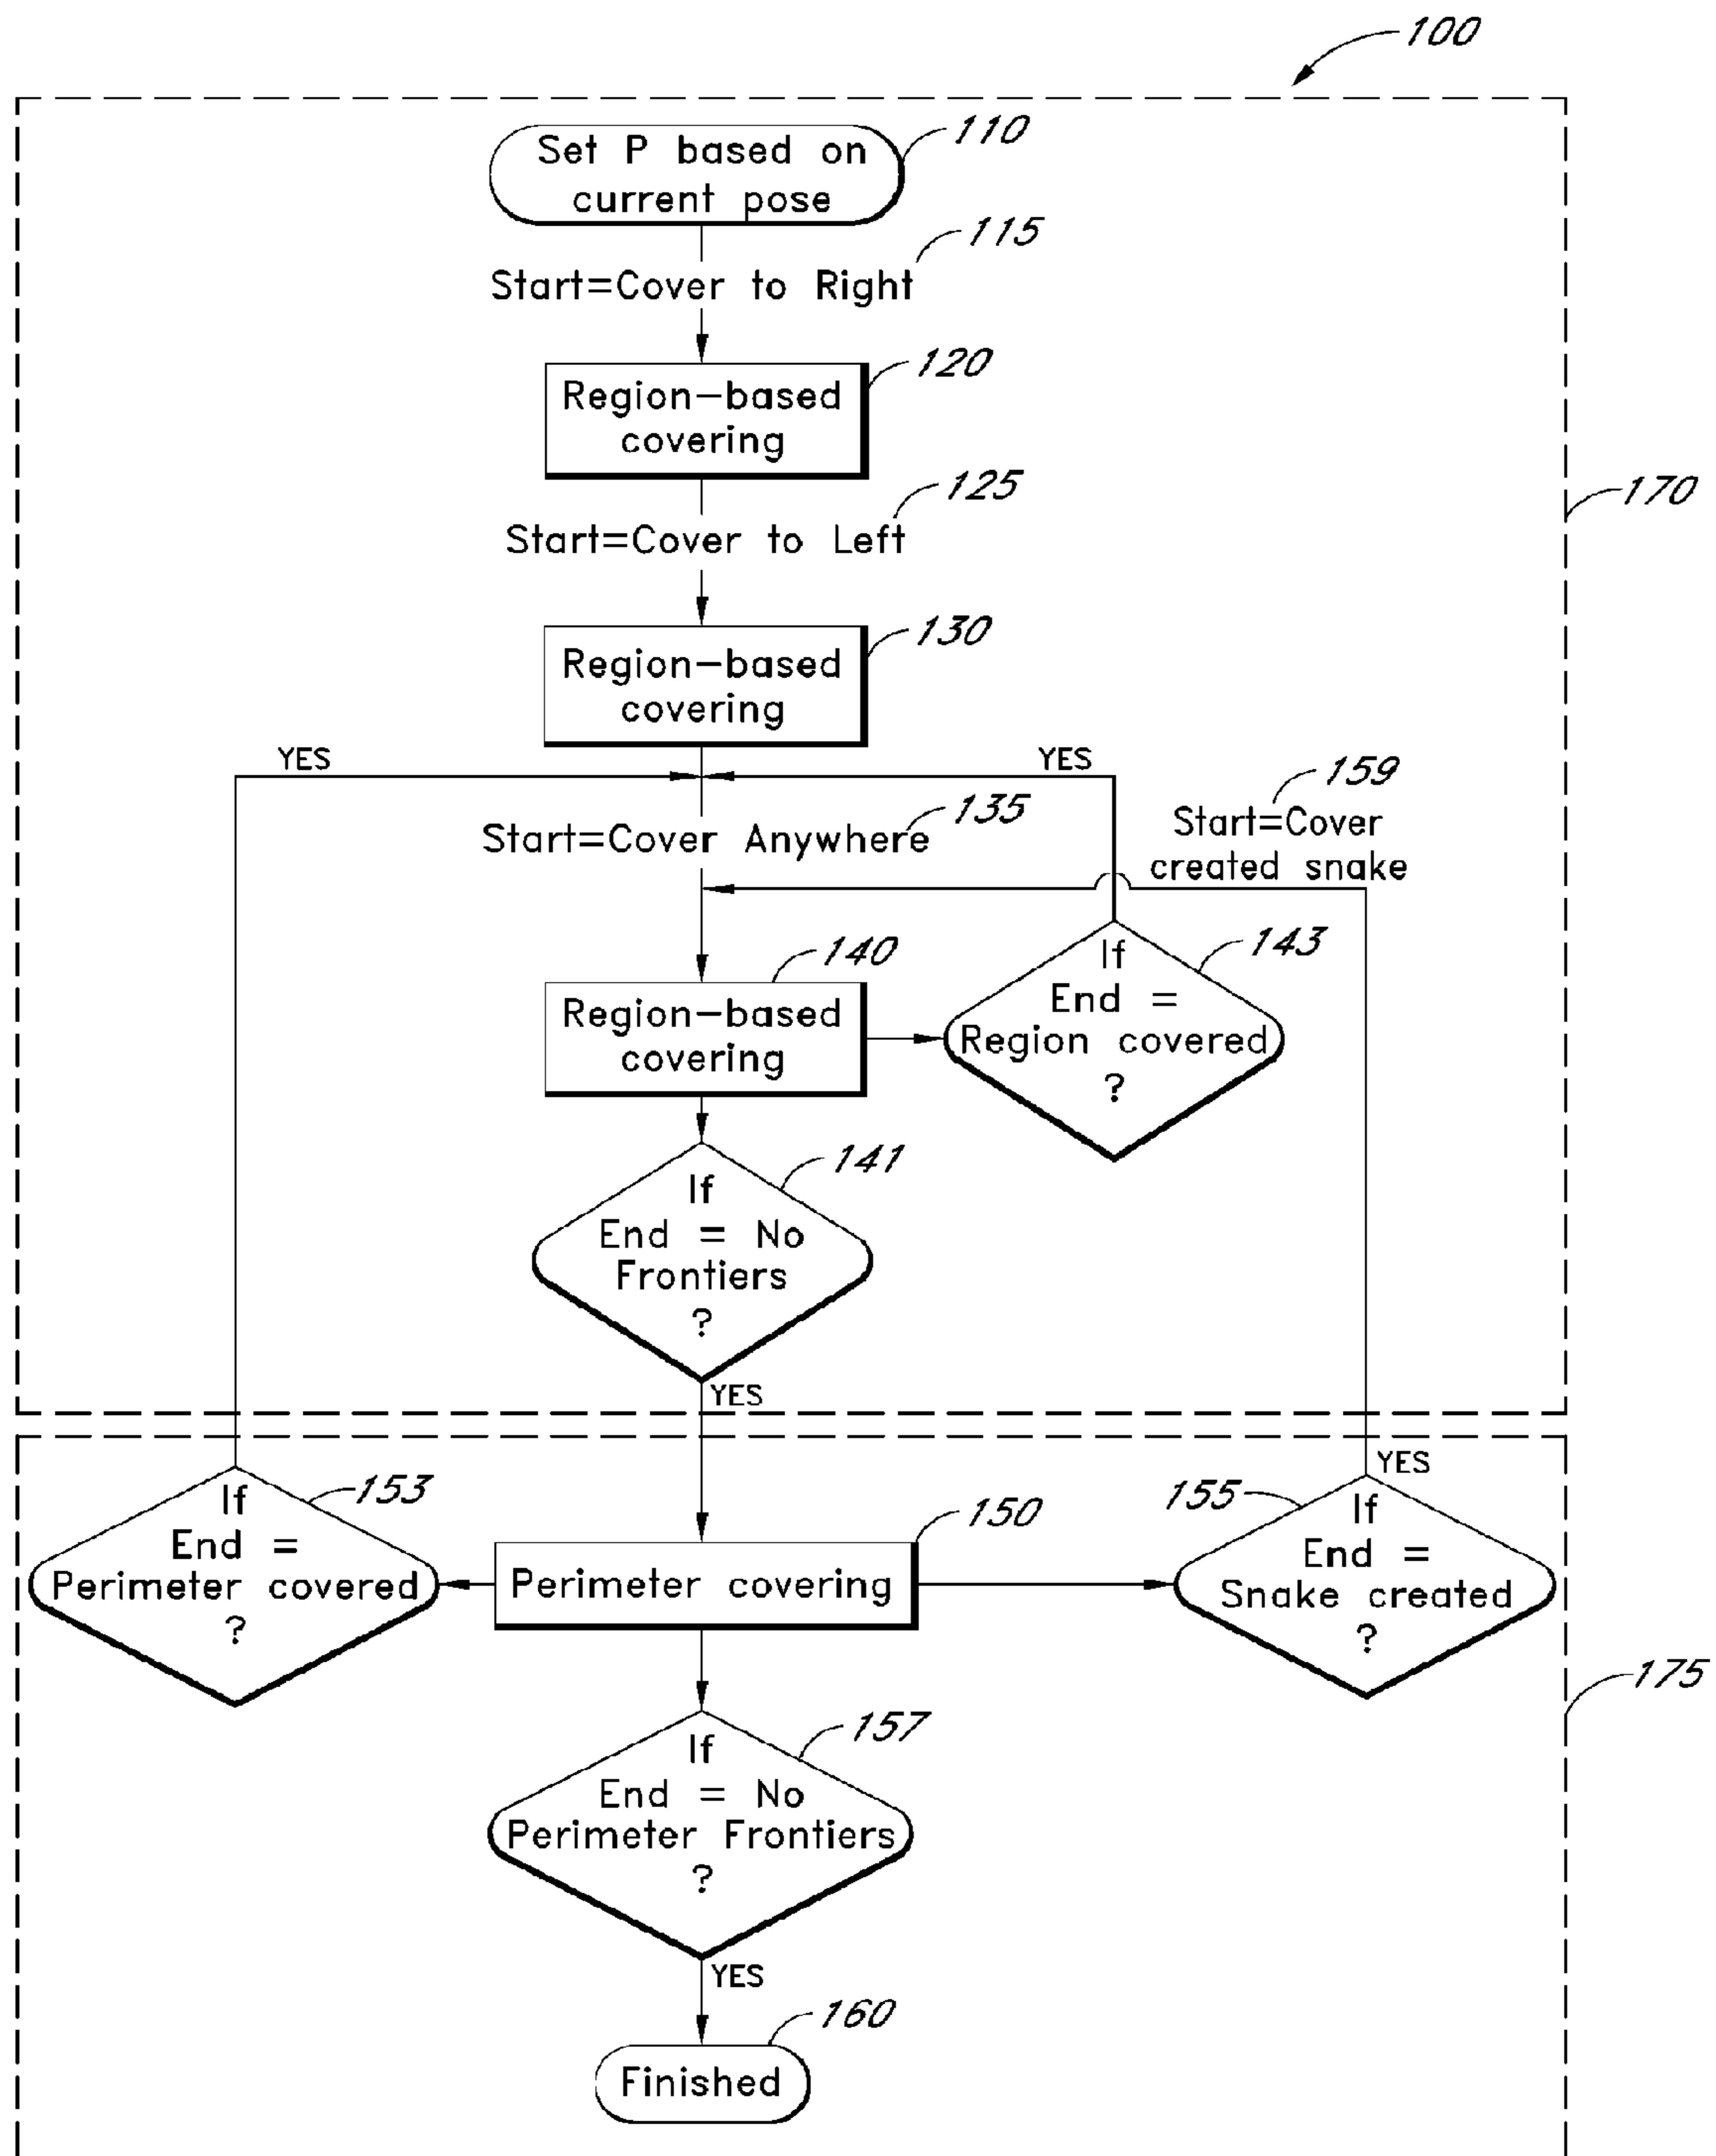 100
Set P based on
current pose
110
115
Start=Cover to Right
Region-based
covering
120
125
Start=Cover to Left
170
Region-based
covering
130
YES
YES
159
Start=Cover Anywhere
135
Start=Cover
created snake
Region-based
covering
140
If
End =
Region covered
?
143
If
End = No
Frontiers
?
141
YES
If
End =
Perimeter covered
?
153
Perimeter covering
150
YES
155
If
End =
Snake created
?
175
If
End = No
Perimeter Frontiers
?
157
YES
160
Finished